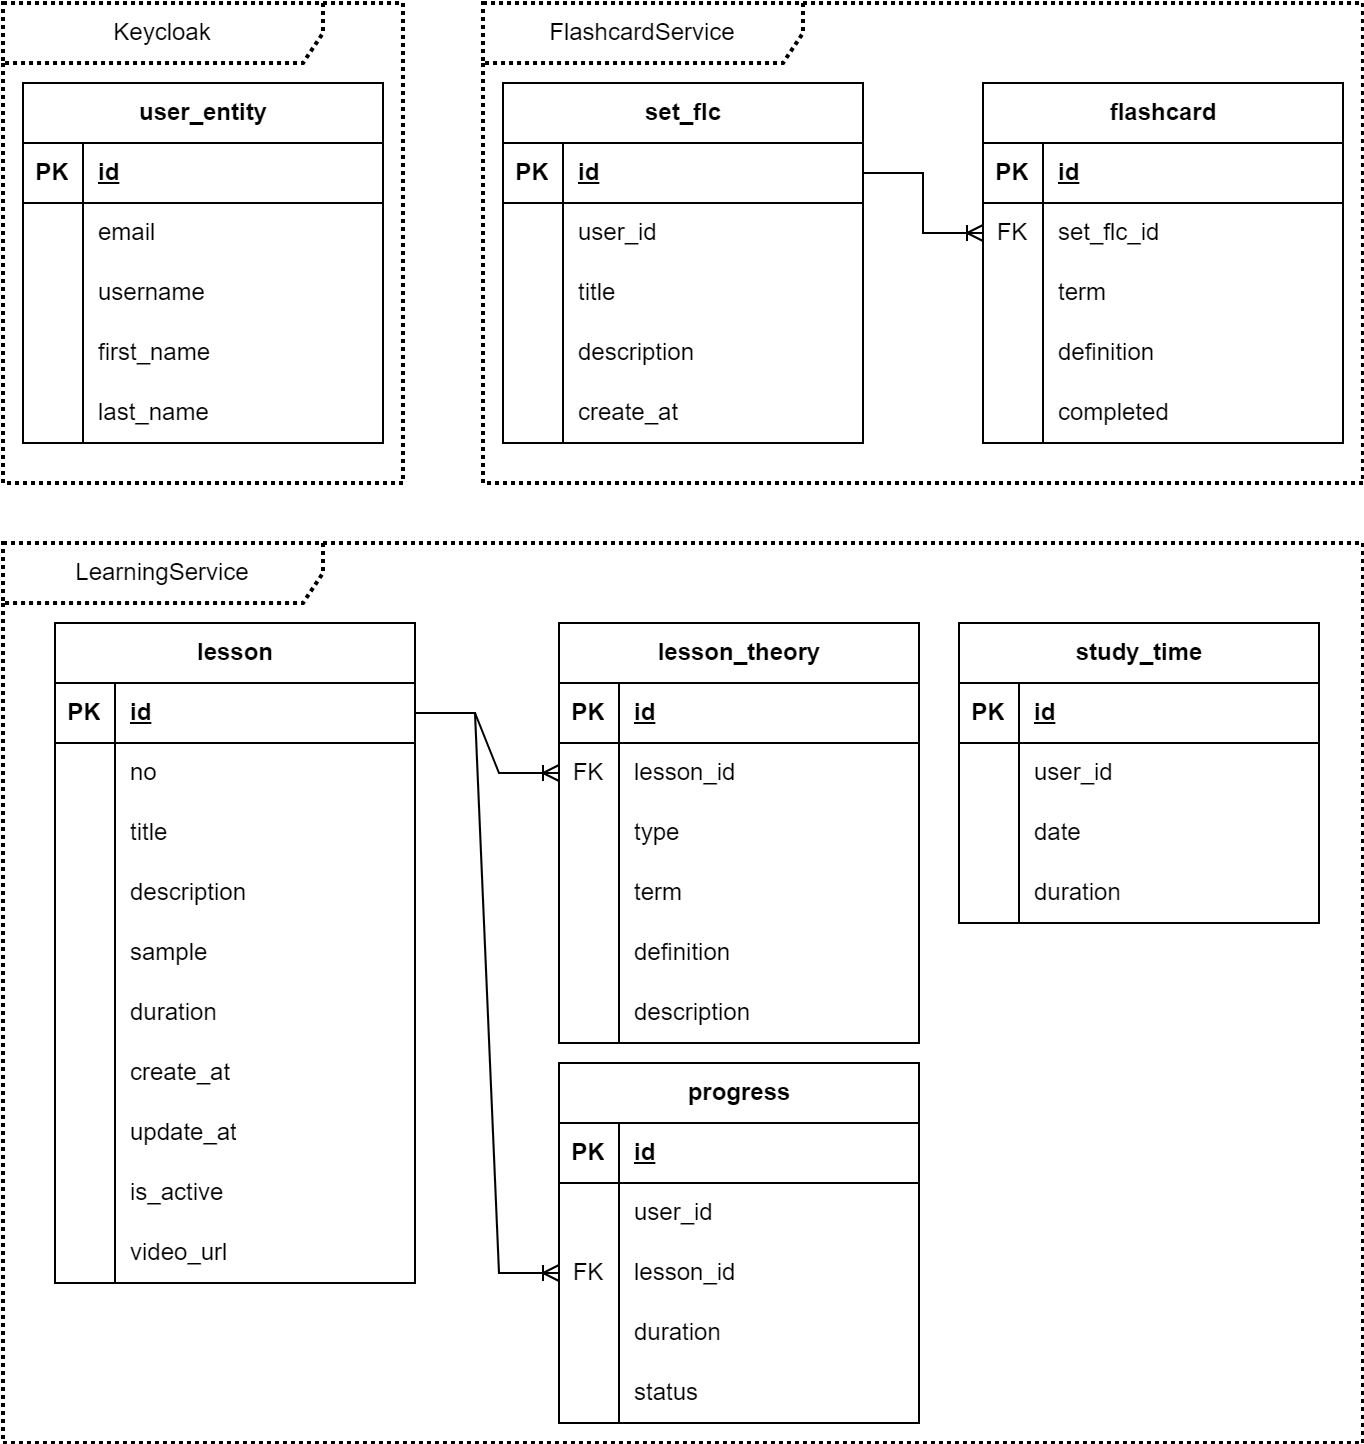 Keycloak
user_entity
PK id
email
username
first_name
last_name
FlashcardService
set_flc
PK id
user_id
title
description
create_at
flashcard
PK id
FK set_flc_id
term
definition
completed
LearningService
lesson
PK id
no
title
description
sample
duration
create_at
update_at
is_active
video_url
lesson_theory
PK id
FK lesson_id
type
term
definition
description
progress
PK id
user_id
FK lesson_id
duration
status
study_time
PK id
user_id
date
duration